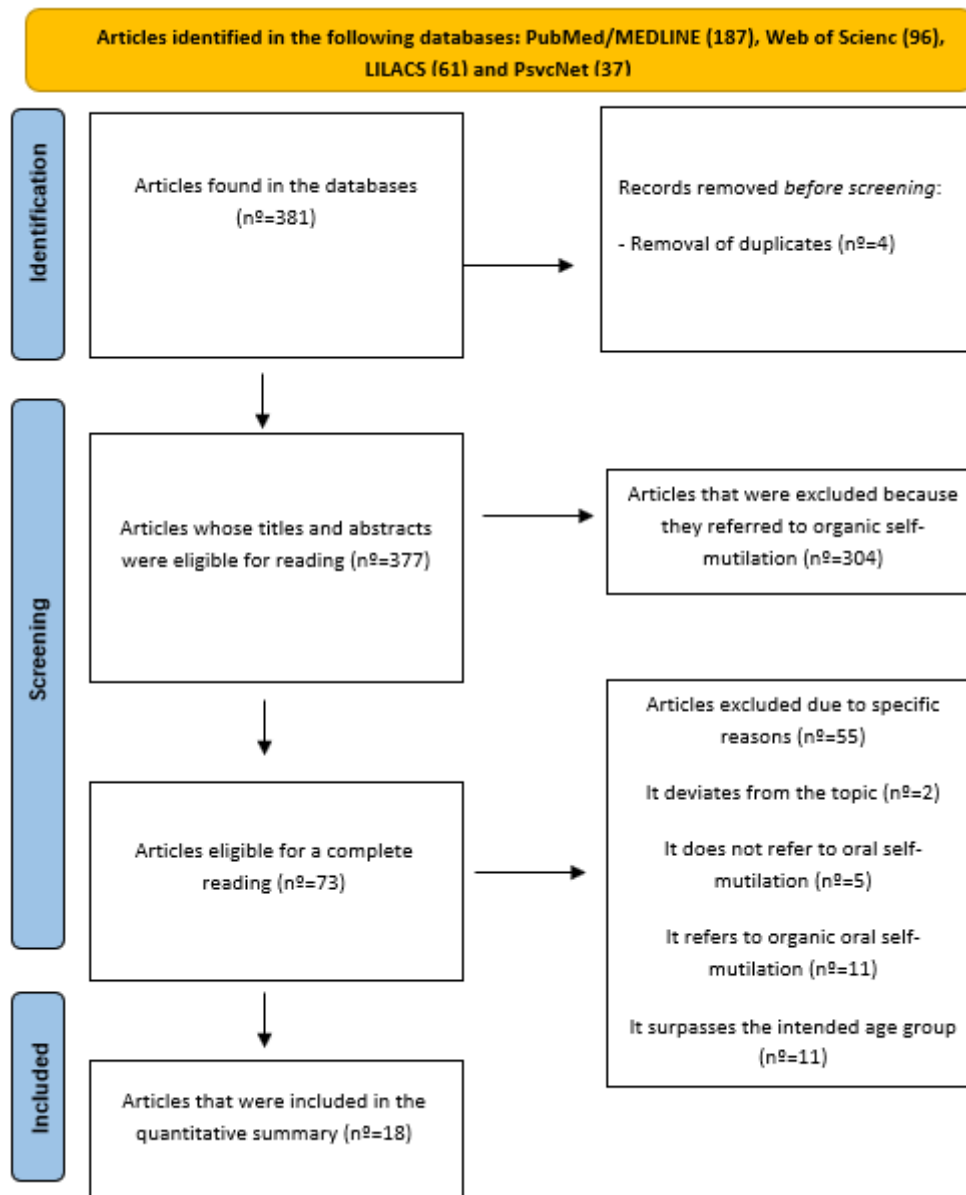 Articles identified in the following databases: PubMed/MEDLINE (187), Web of Scienc (96),
LILACS (61) and PsvcNet (37)
Identification
Articles found in the databases
(nº=381)
Records removed before screening:
- Removal of duplicates (nº=4)
Screening
Articles whose titles and abstracts
were eligible for reading (nº=377)
Articles that were excluded because
they referred to organic self-
mutilation (nº=304)
Articles eligible for a complete
reading (nº=73)
Articles excluded due to specific
reasons (nº=55)
It deviates from the topic (nº=2)
It does not refer to oral self-
mutilation (nº=5)
It refers to organic oral self-
mutilation (nº=11)
It surpasses the intended age group
(nº=11)
Included
Articles that were included in the
quantitative summary (nº=18)